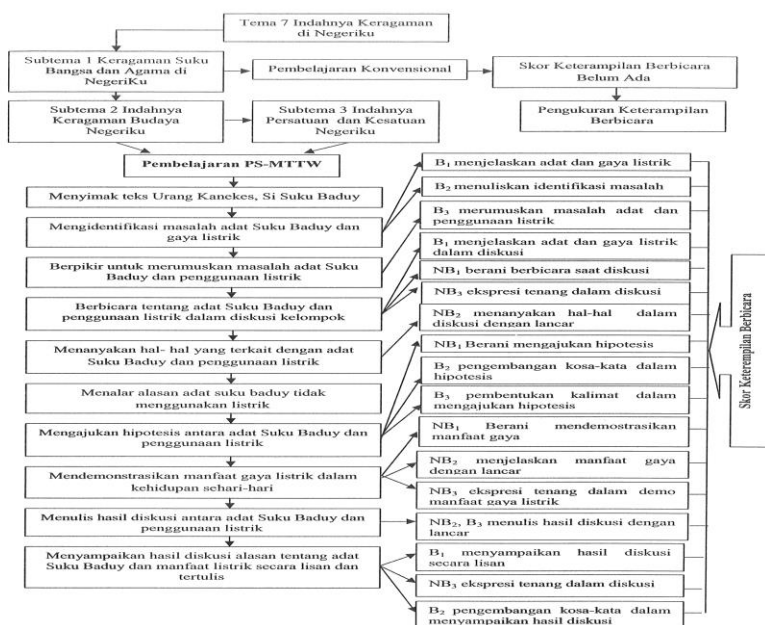 Tema 7 Indahnya Keragaman
di Negeriku
Subtema 1 Keragaman Suku
Bangsa dan Agama di
NegeriKu
Pembelajaran Konvensional
Skor Keterampilan Berbicara
Belum Ada
Subtema 2 Indahnya
Keragaman Budaya
Negeriku
Subtema 3 Indahnya
Persatuan dan Kesatuan
Negeriku
Pengukuran Keterampilan
Berbicara
Pembelajaran PS-MTTW
Menyimak teks Urang Kanekes, Si Suku Baduy
Mengidentifikasi masalah adat Suku Baduy dan
gaya listrik
Berpikir untuk merumuskan masalah adat Suku
Baduy dan penggunaan listrik
Berbicara tentang adat Suku Baduy dan
penggunaan listrik dalam diskusi kelompok
Menanyakan hal- hal yang terkait dengan adat
Suku Baduy dan penggunaan listrik
Menalar alasan adat suku baduy tidak
menggunakan listrik
Mengajukan hipotesis antara adat Suku Baduy dan
penggunaan listrik
Mendemonstrasikan manfaat gaya listrik dalam
kehidupan sehari-hari
Menulis hasil diskusi antara adat Suku Baduy dan
penggunaan listrik
Menyampaikan hasil diskusi alasan tentang adat
Suku Baduy dan manfaat listrik secara lisan dan
tertulis
B₁ menjelaskan adat dan gaya listrik
B₂ menuliskan identifikasi masalah
B₃ merumuskan masalah adat dan
penggunaan listrik
B₁ menjelaskan adat dan gaya listrik
dalam diskusi
NB₁ berani berbicara saat diskusi
NB₃ ekspresi tenang dalam diskusi
NB₂ menanyakan hal-hal dalam
diskusi dengan lancar
NB₁ Berani mengajukan hipotesis
B₂ pengembangan kosa-kata dalam
hipotesis
B₃ pembentukan kalimat dalam
mengajukan hipotesis
NB₁ Berani mendemostrasikan
manfaat gaya
NB₂ menjelaskan manfaat gaya
dengan lancar
NB₃ ekspresi tenang dalam demo
manfaat gaya listrik
NB₂, B₃ menulis hasil diskusi dengan
lancar
B₁ menyampaikan hasil diskusi
secara lisan
NB₃ ekspresi tenang dalam diskusi
B₂ pengembangan kosa-kata dalam
menyampaikan hasil diskusi
Skor Keterempilan Berbicara